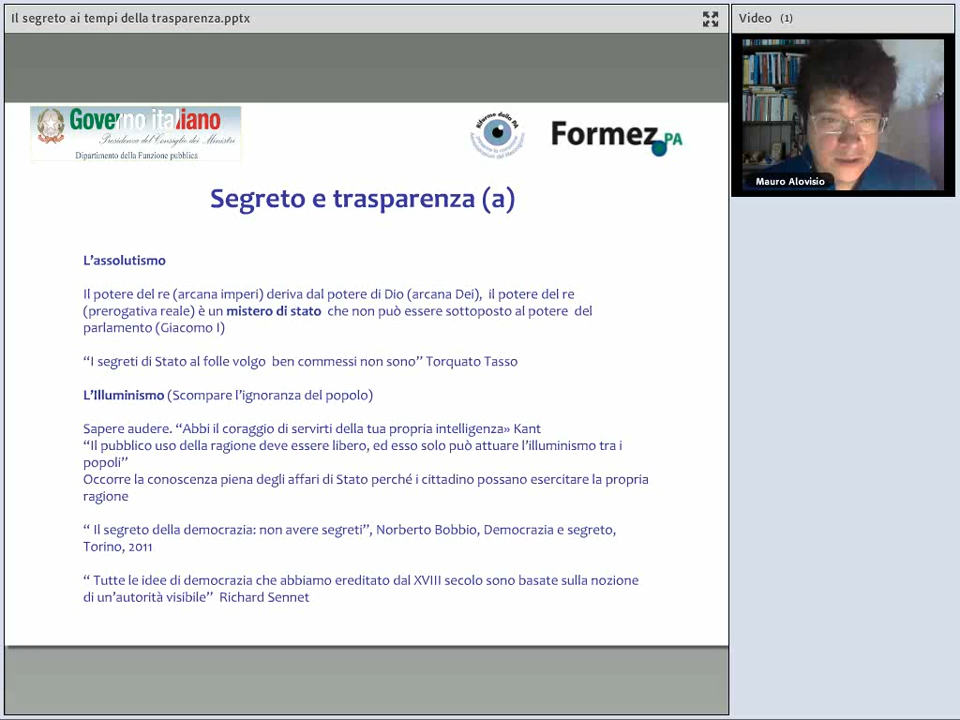 Il segreto ai tempi della trasparenza.pptx
Video (1)
Governo italiano
Presidenza del Consiglio dei Ministri
Dipartimento della Funzione pubblica
Riforme della PA
Formez PA
Mauro Alovisio
Segreto e trasparenza (a)
L’assolutismo
Il potere del re (arcana imperi) deriva dal potere di Dio (arcana Dei), il potere del re
(prerogativa reale) è un mistero di stato che non può essere sottoposto al potere del
parlamento (Giacomo I)
“I segreti di Stato al folle volgo ben commessi non sono” Torquato Tasso
L’Illuminismo (Scompare l’ignoranza del popolo)
Sapere audere. “Abbi il coraggio di servirti della tua propria intelligenza» Kant
“Il pubblico uso della ragione deve essere libero, ed esso solo può attuare l’illuminismo tra i
popoli”
Occorre la conoscenza piena degli affari di Stato perché i cittadino possano esercitare la propria
ragione
“ Il segreto della democrazia: non avere segreti”, Norberto Bobbio, Democrazia e segreto,
Torino, 2011
“ Tutte le idee di democrazia che abbiamo ereditato dal XVIII secolo sono basate sulla nozione
di un’autorità visibile” Richard Sennet